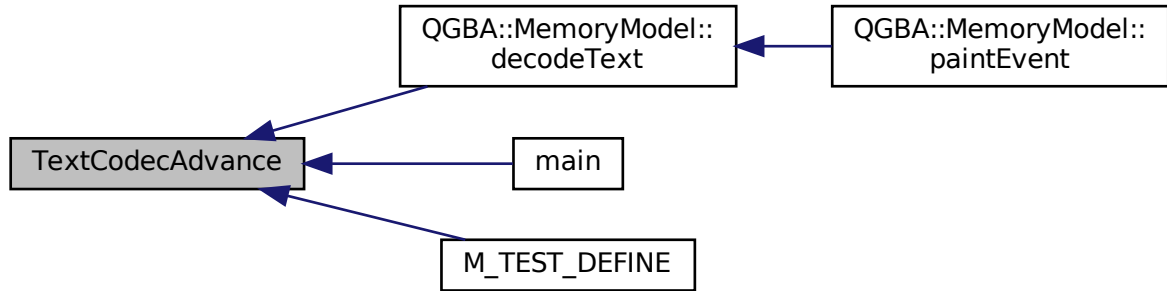 QGBA::MemoryModel::
decodeText
QGBA::MemoryModel::
paintEvent
TextCodecAdvance
main
M_TEST_DEFINE